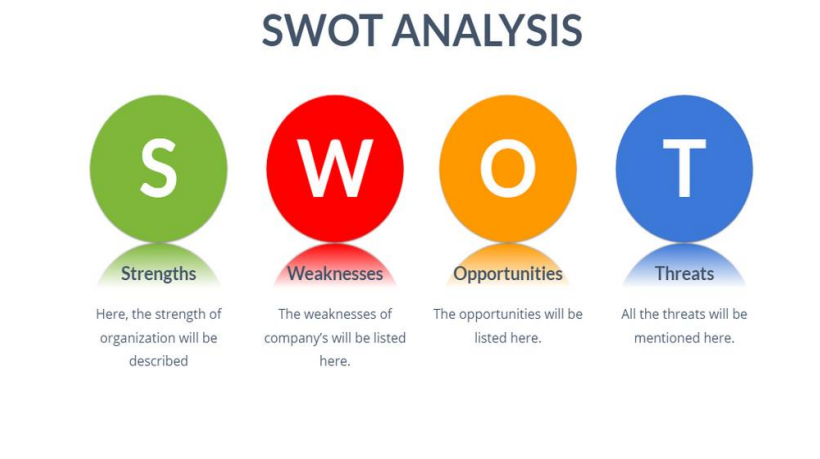 SWOT ANALYSIS
S
W
O
T
Strengths
Here, the strength of
organization will be
described
Weaknesses
The weaknesses of
company's will be listed
here.
Opportunities
The opportunities will be
listed here.
Threats
All the threats will be
mentioned here.